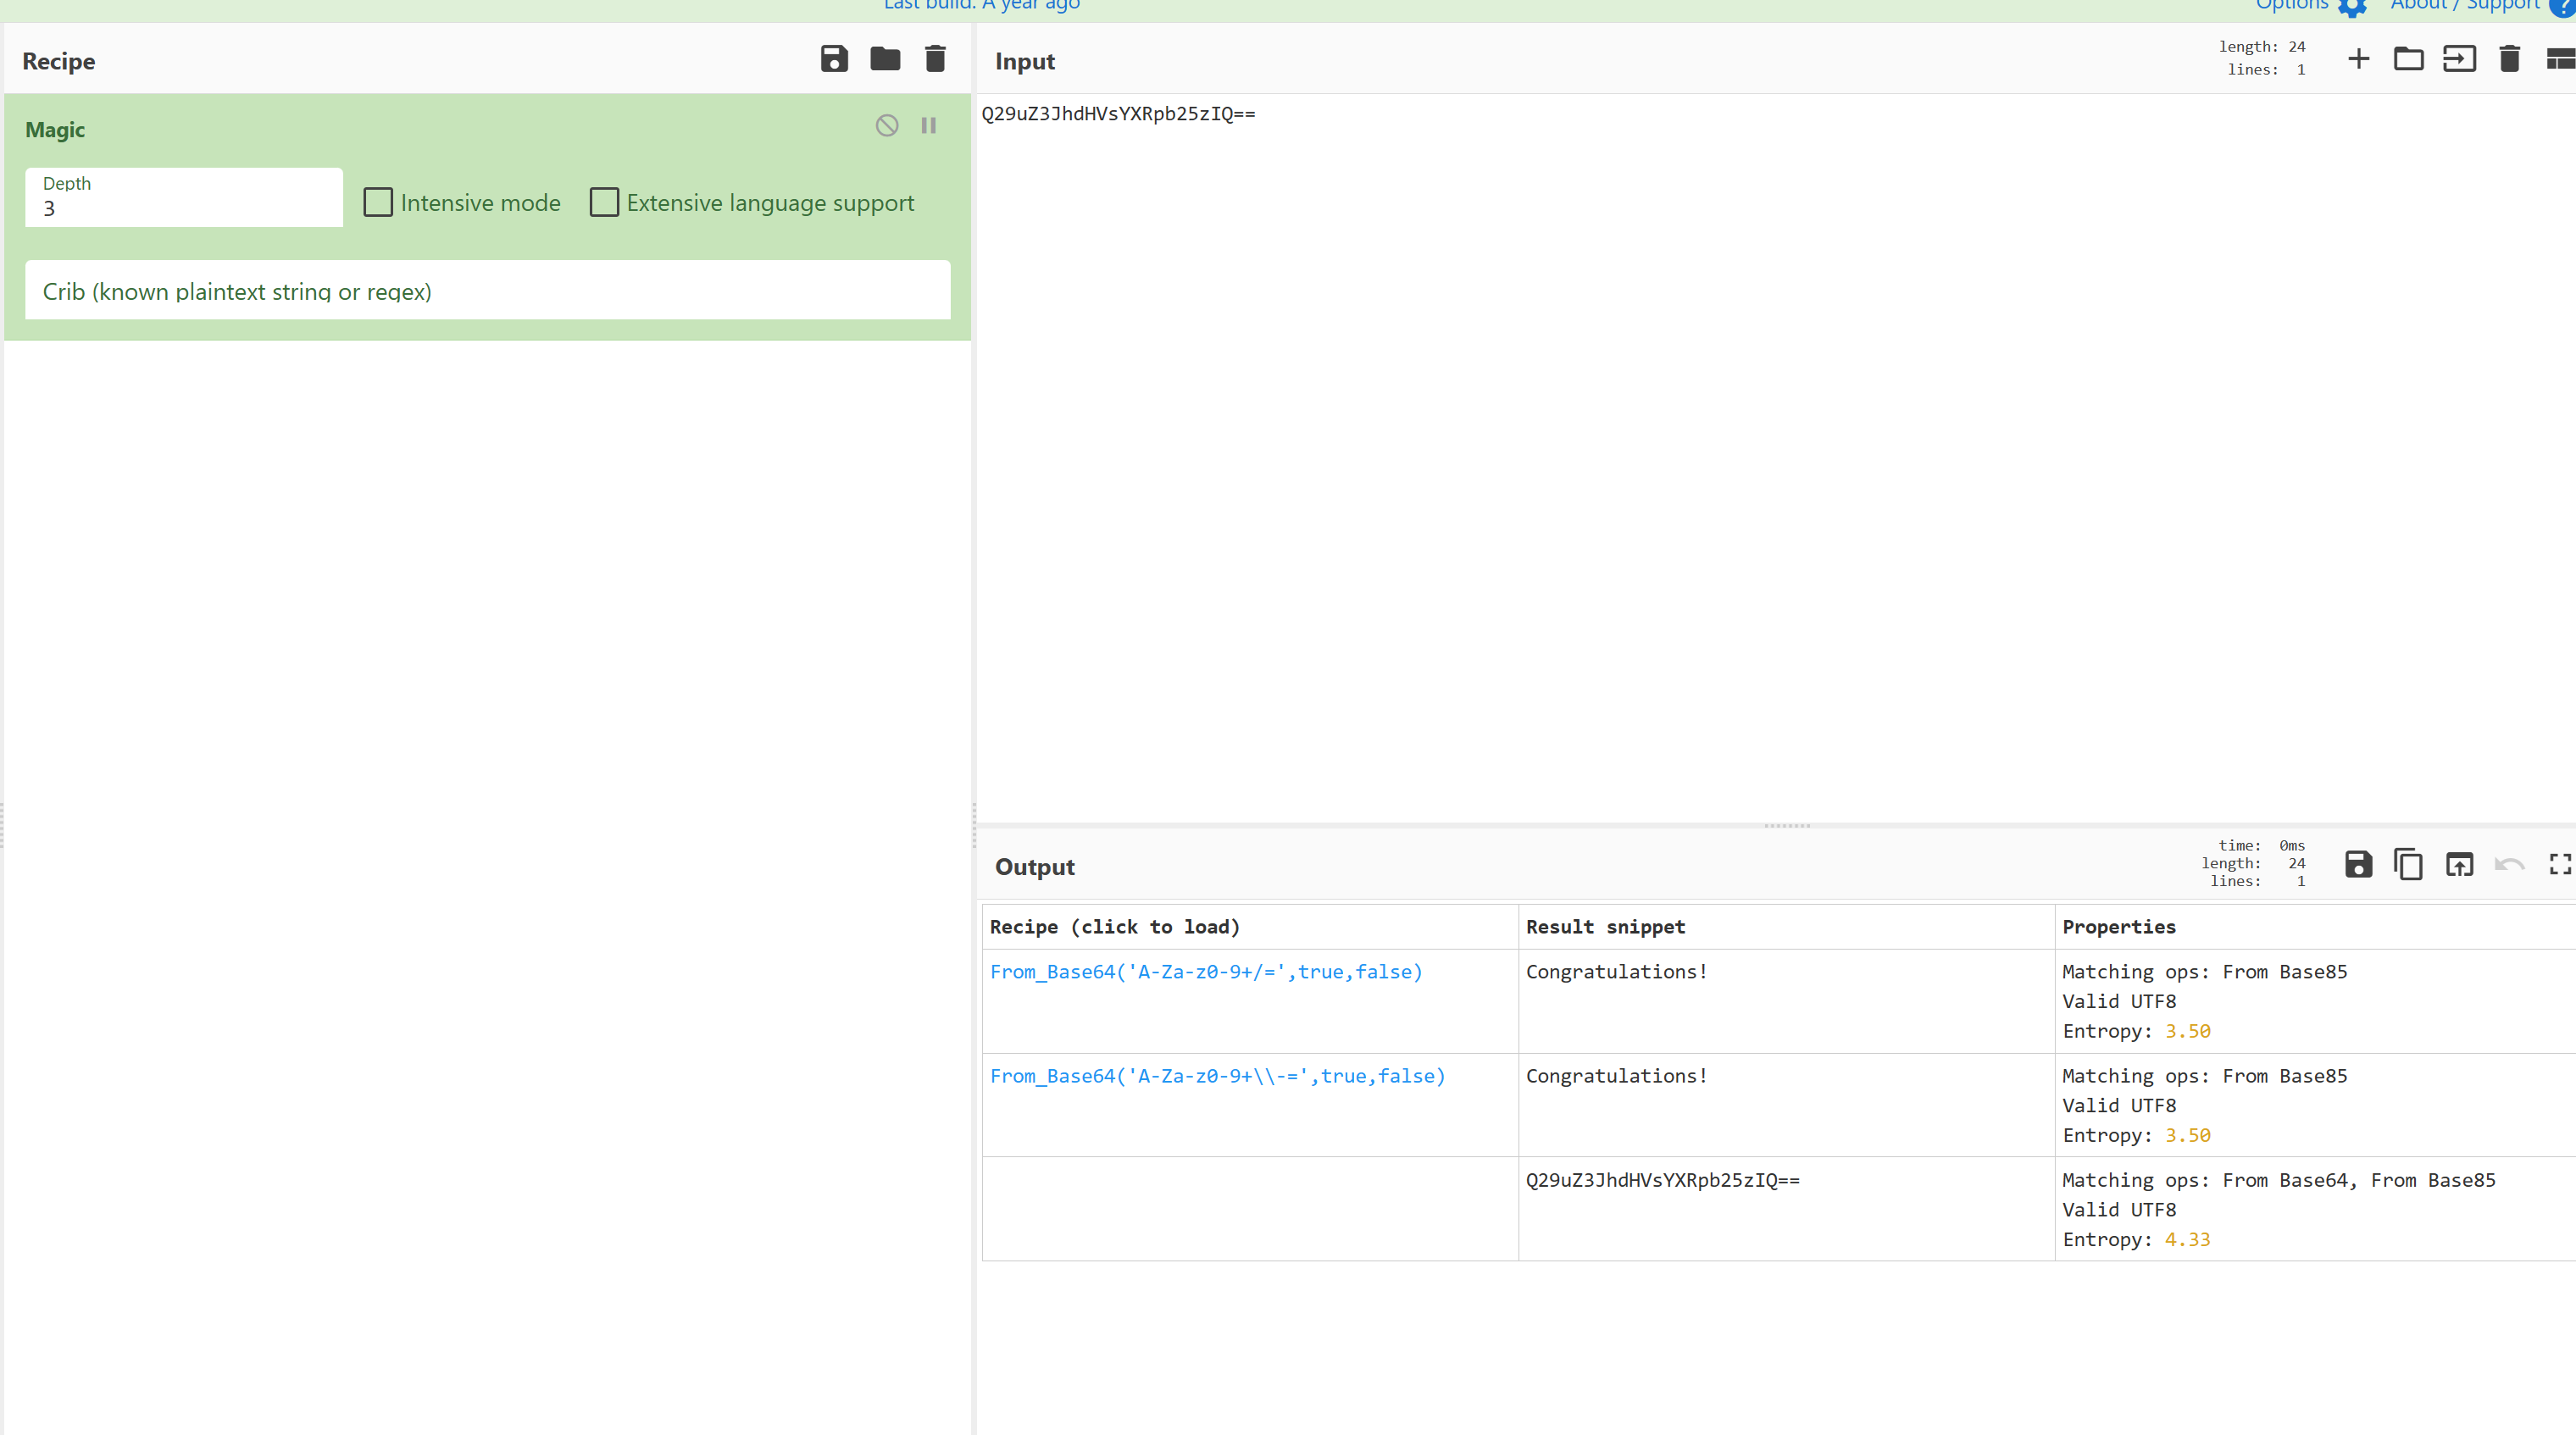 Last build: A year ago
Options
About / Support
?
Recipe
Magic
Depth
3
Intensive mode
Extensive language support
Crib (known plaintext string or regex)
Input
length: 24
lines: 1
Q29uZ3JhdHVsYXRpb25zIQ==
Output
time: 0ms
length: 24
lines: 1
Recipe (click to load) Result snippet Properties
From_Base64('A-Za-z0-9+/=',true,false) Congratulations! Matching ops: From Base85
Valid UTF8
Entropy: 3.50
From_Base64('A-Za-z0-9+\\-=',true,false) Congratulations! Matching ops: From Base85
Valid UTF8
Entropy: 3.50
Q29uZ3JhdHVsYXRpb25zIQ== Matching ops: From Base64, From Base85
Valid UTF8
Entropy: 4.33